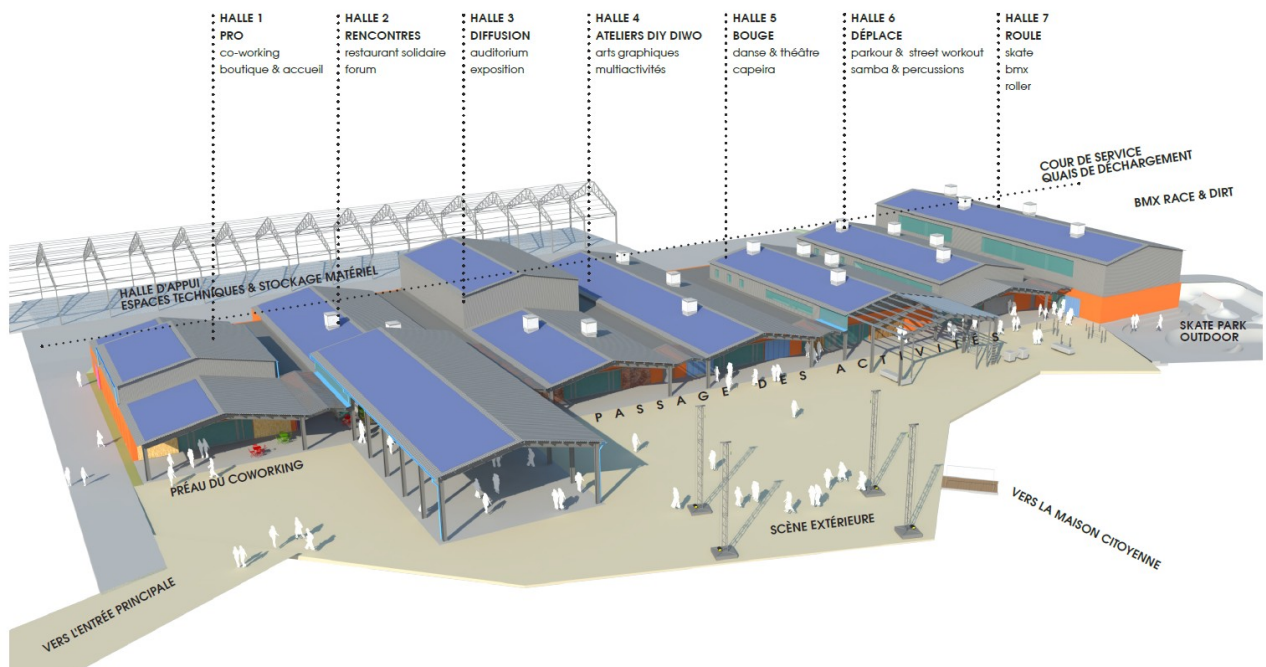 HALLE 1
PRO
co-working
boutique & accueil
HALLE 2
RENCONTRES
restaurant solidaire
forum
HALLE 3
DIFFUSION
auditorium
exposition
HALLE 4
ATELIERS DIY DIWO
arts graphiques
multiactivités
HALLE 5
BOUGE
danse & théâtre
capeira
HALLE 6
DÉPLACE
parkour & street workout
samba & percussions
HALLE 7
ROULE
skate
bmx
roller
COUR DE SERVICE
QUAIS DE DÉCHARGEMENT
BMX RACE & DIRT
HALLE D'APPUI
ESPACES TECHNIQUES & STOCKAGE MATÉRIEL
SKATE PARK
OUTDOOR
PASSAGE DES ACTIVITÉS
PRÉAU DU COWORKING
SCÈNE EXTÉRIEURE
VERS LA MAISON CITOYENNE
VERS L'ENTRÉE PRINCIPALE